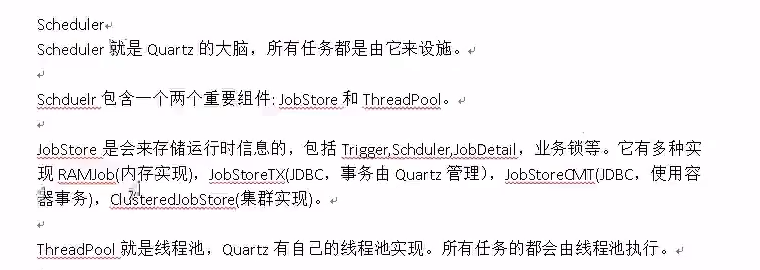 Scheduler
Scheduler 就是 Quartz 的大脑，所有任务都是由它来设施。
Schduelr 包含一个两个重要组件: JobStore 和 ThreadPool。
JobStore 是会来存储运行时信息的，包括 Trigger,Schduler,JobDetail，业务锁等。它有多种实
现 RAMJob(内存实现)，JobStoreTX(JDBC，事务由 Quartz 管理），JobStoreCMT(JDBC，使用容
器事务)，ClusteredJobStore(集群实现)。
ThreadPool 就是线程池，Quartz 有自己的线程池实现。所有任务的都会由线程池执行。